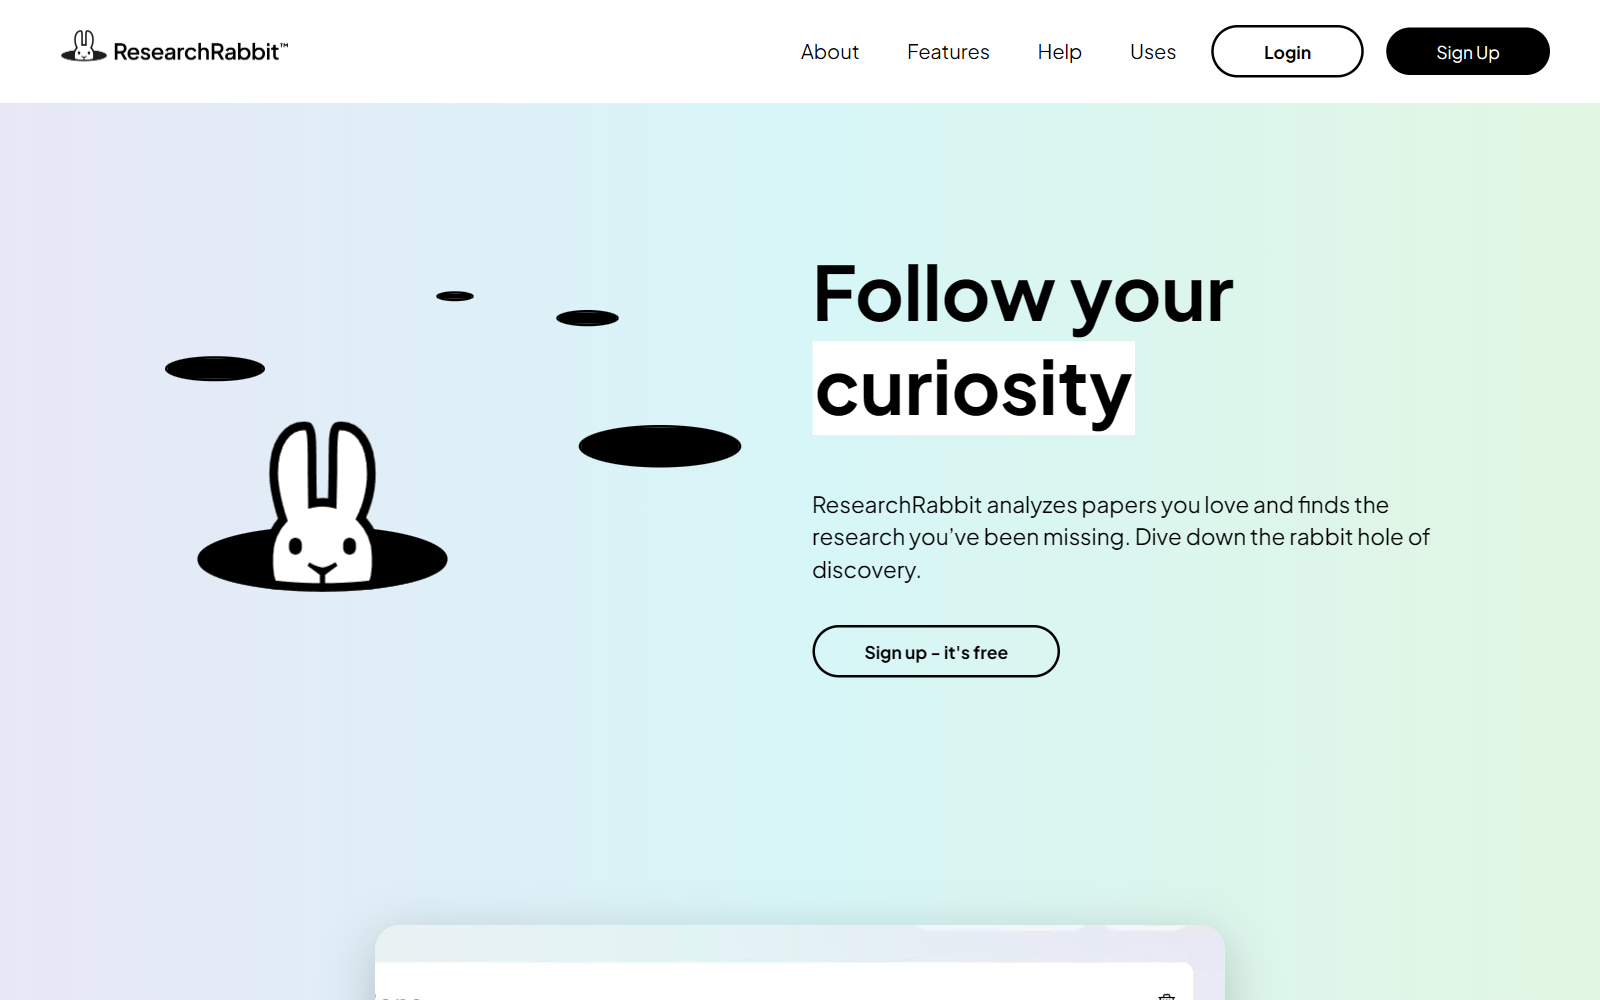 ResearchRabbit™
About
Features
Help
Uses
Login
Sign Up
Follow your
curiosity
ResearchRabbit analyzes papers you love and finds the
research you've been missing. Dive down the rabbit hole of
discovery.
Sign up - it's free